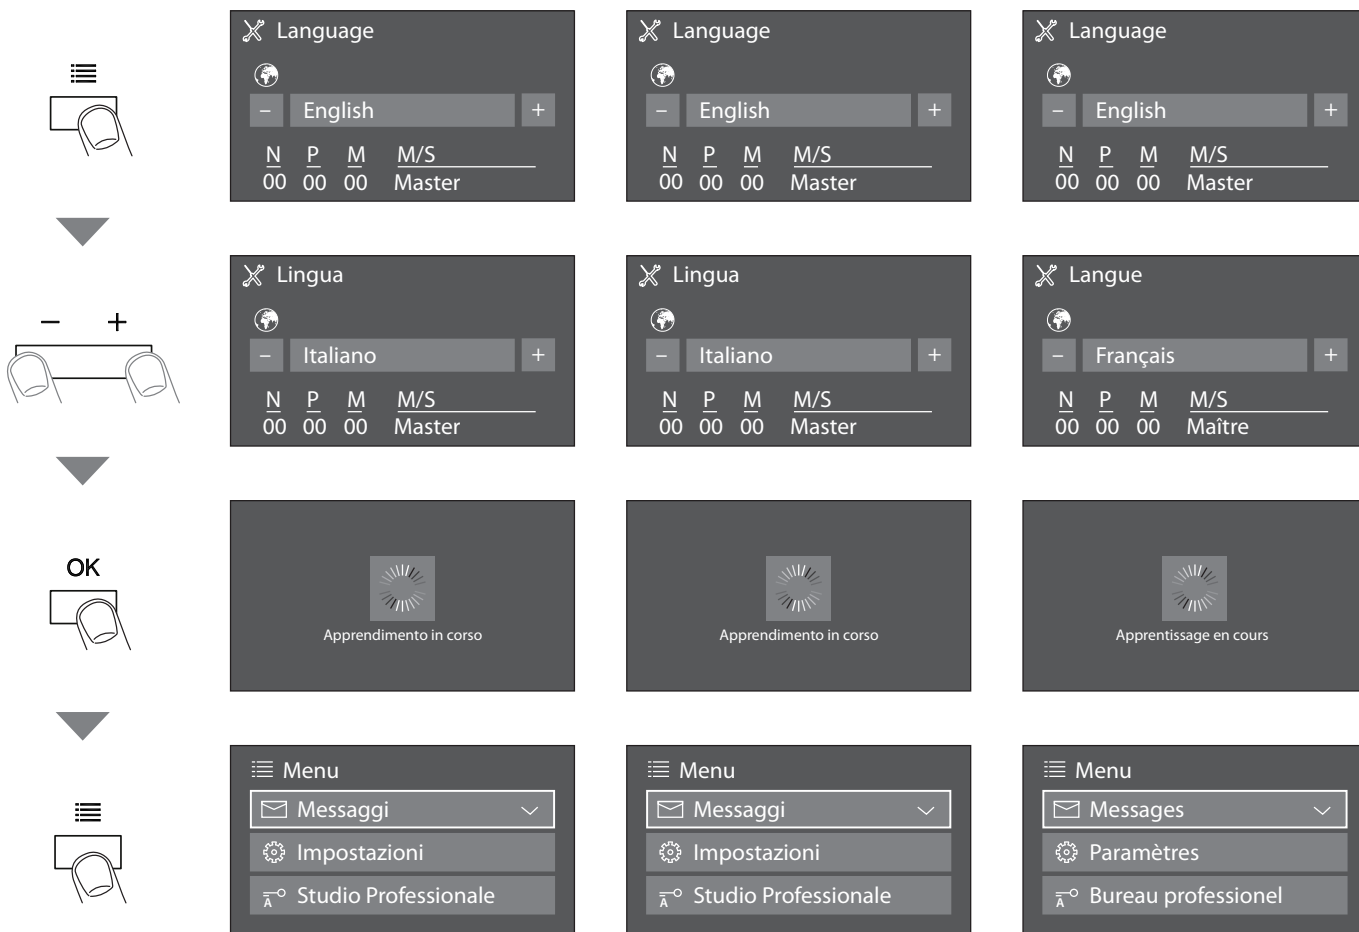 Language
– English +
N P M M/S
00 00 00 Master
Language
– English +
N P M M/S
00 00 00 Master
Language
– English +
N P M M/S
00 00 00 Master
– +
Lingua
– Italiano +
N P M M/S
00 00 00 Master
Lingua
– Italiano +
N P M M/S
00 00 00 Master
Langue
– Français +
N P M M/S
00 00 00 Maître
OK
Apprendimento in corso
Apprendimento in corso
Apprentissage en cours
Menu
Messaggi
Impostazioni
A Studio Professionale
Menu
Messaggi
Impostazioni
A Studio Professionale
Menu
Messages
Paramètres
A Bureau professionel